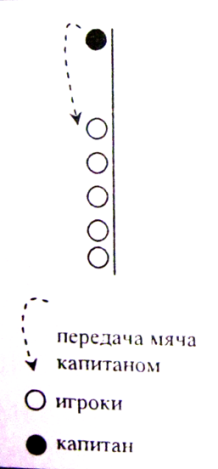 передача мяча
капитаном
игроки
капитан